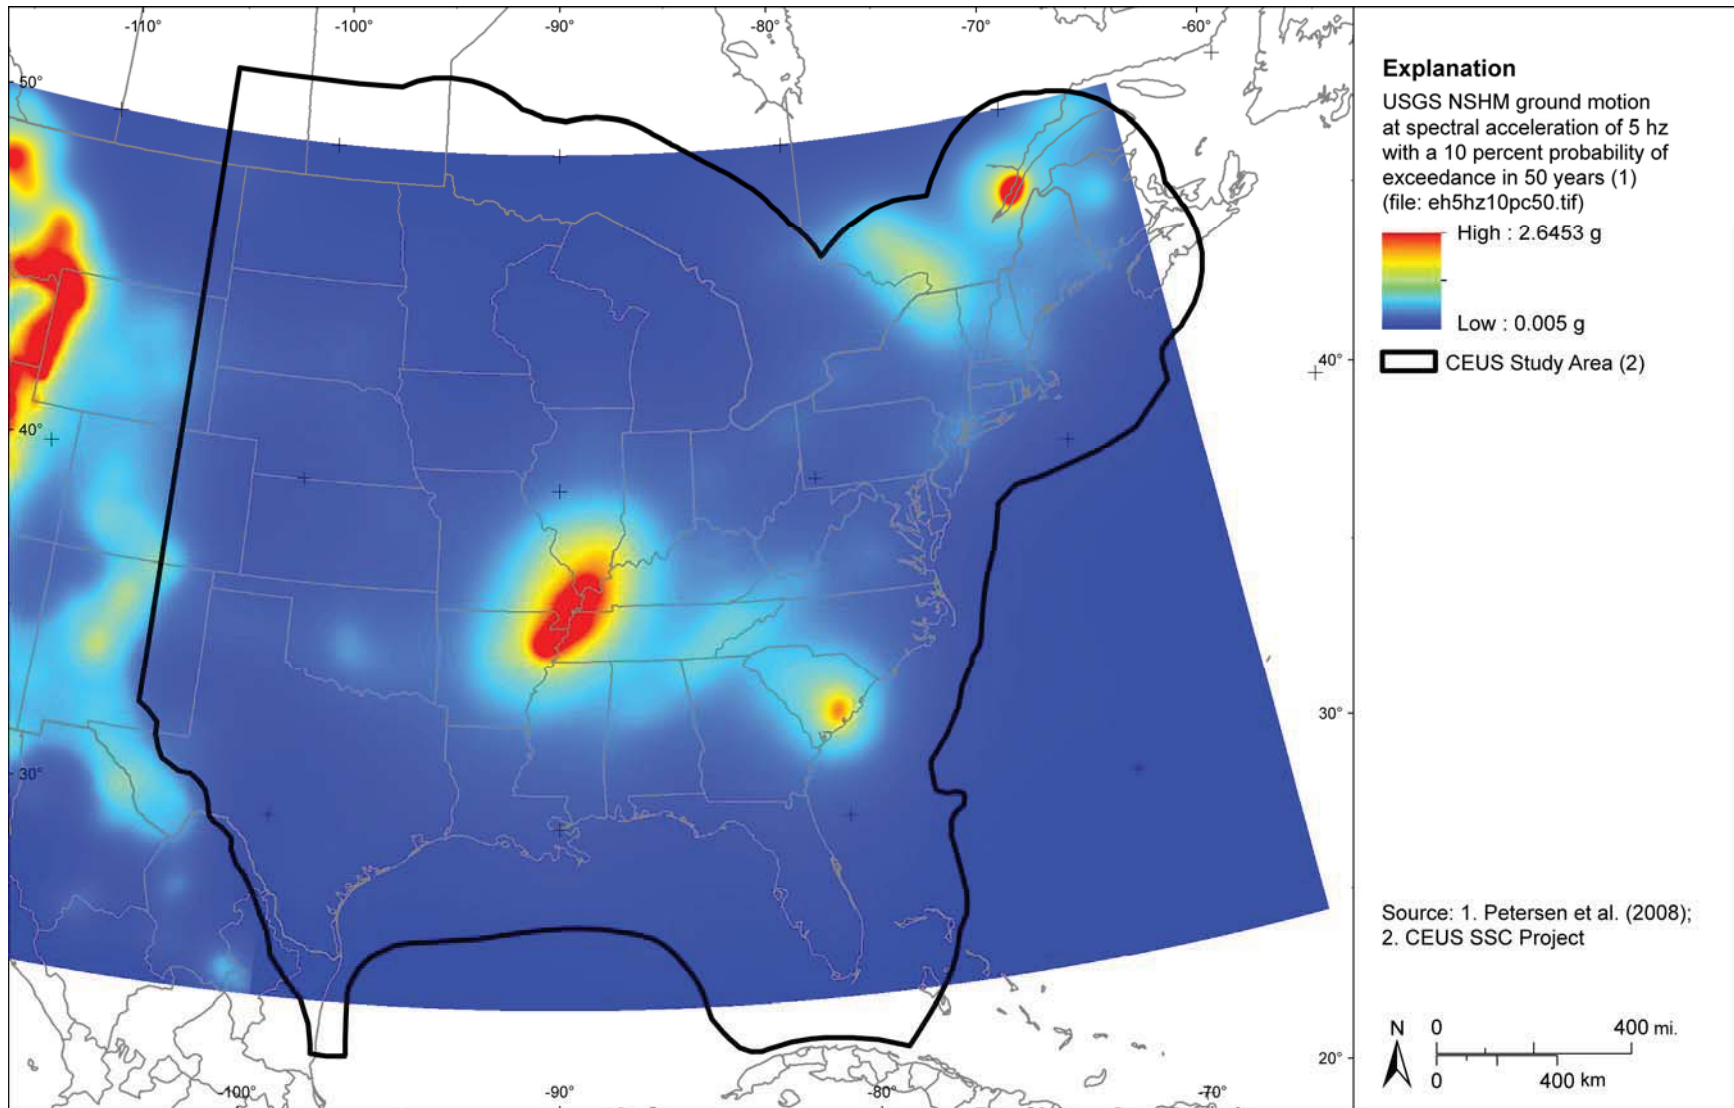 -110° -100° -90° -80° -70° -60°
50°
40°
30°
40°
30°
20°
-100° -90° -80° -70°
Explanation
USGS NSHM ground motion
at spectral acceleration of 5 hz
with a 10 percent probability of
exceedance in 50 years (1)
(file: eh5hz10pc50.tif)
High : 2.6453 g
Low : 0.005 g
CEUS Study Area (2)
Source: 1. Petersen et al. (2008);
2. CEUS SSC Project
N 0 400 mi.
0 400 km